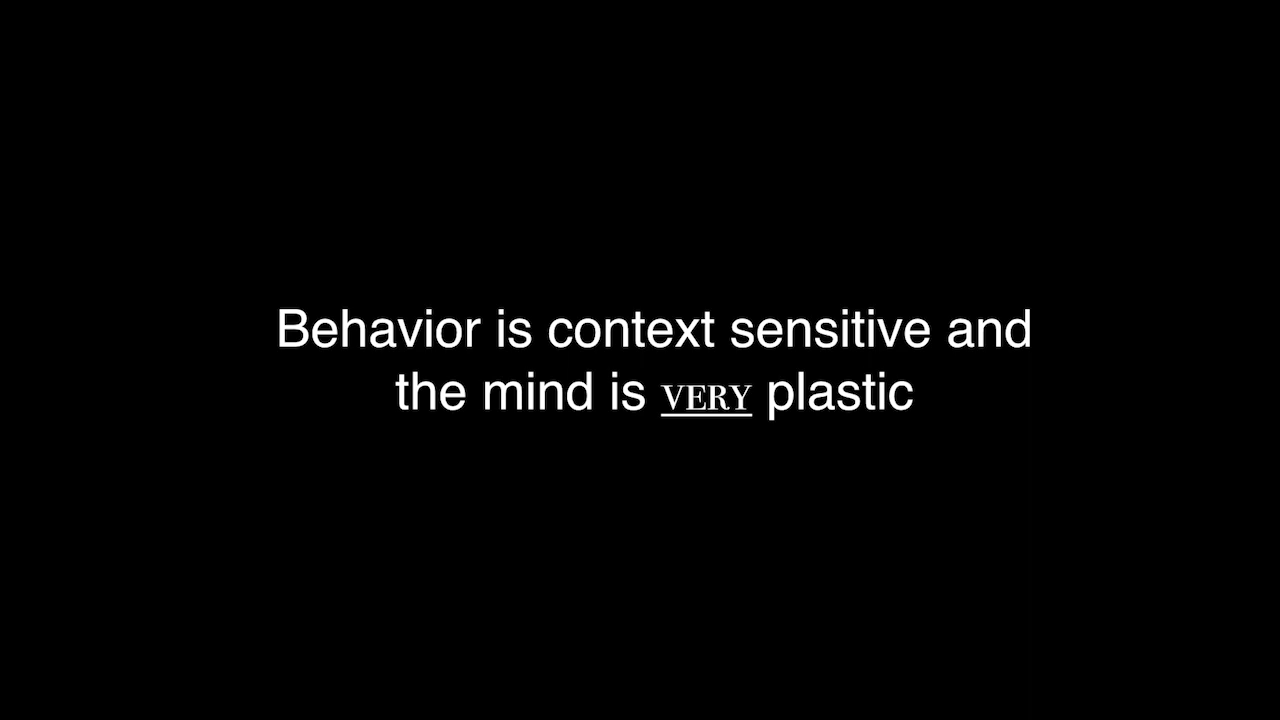 Behavior is context sensitive and
the mind is VERY plastic